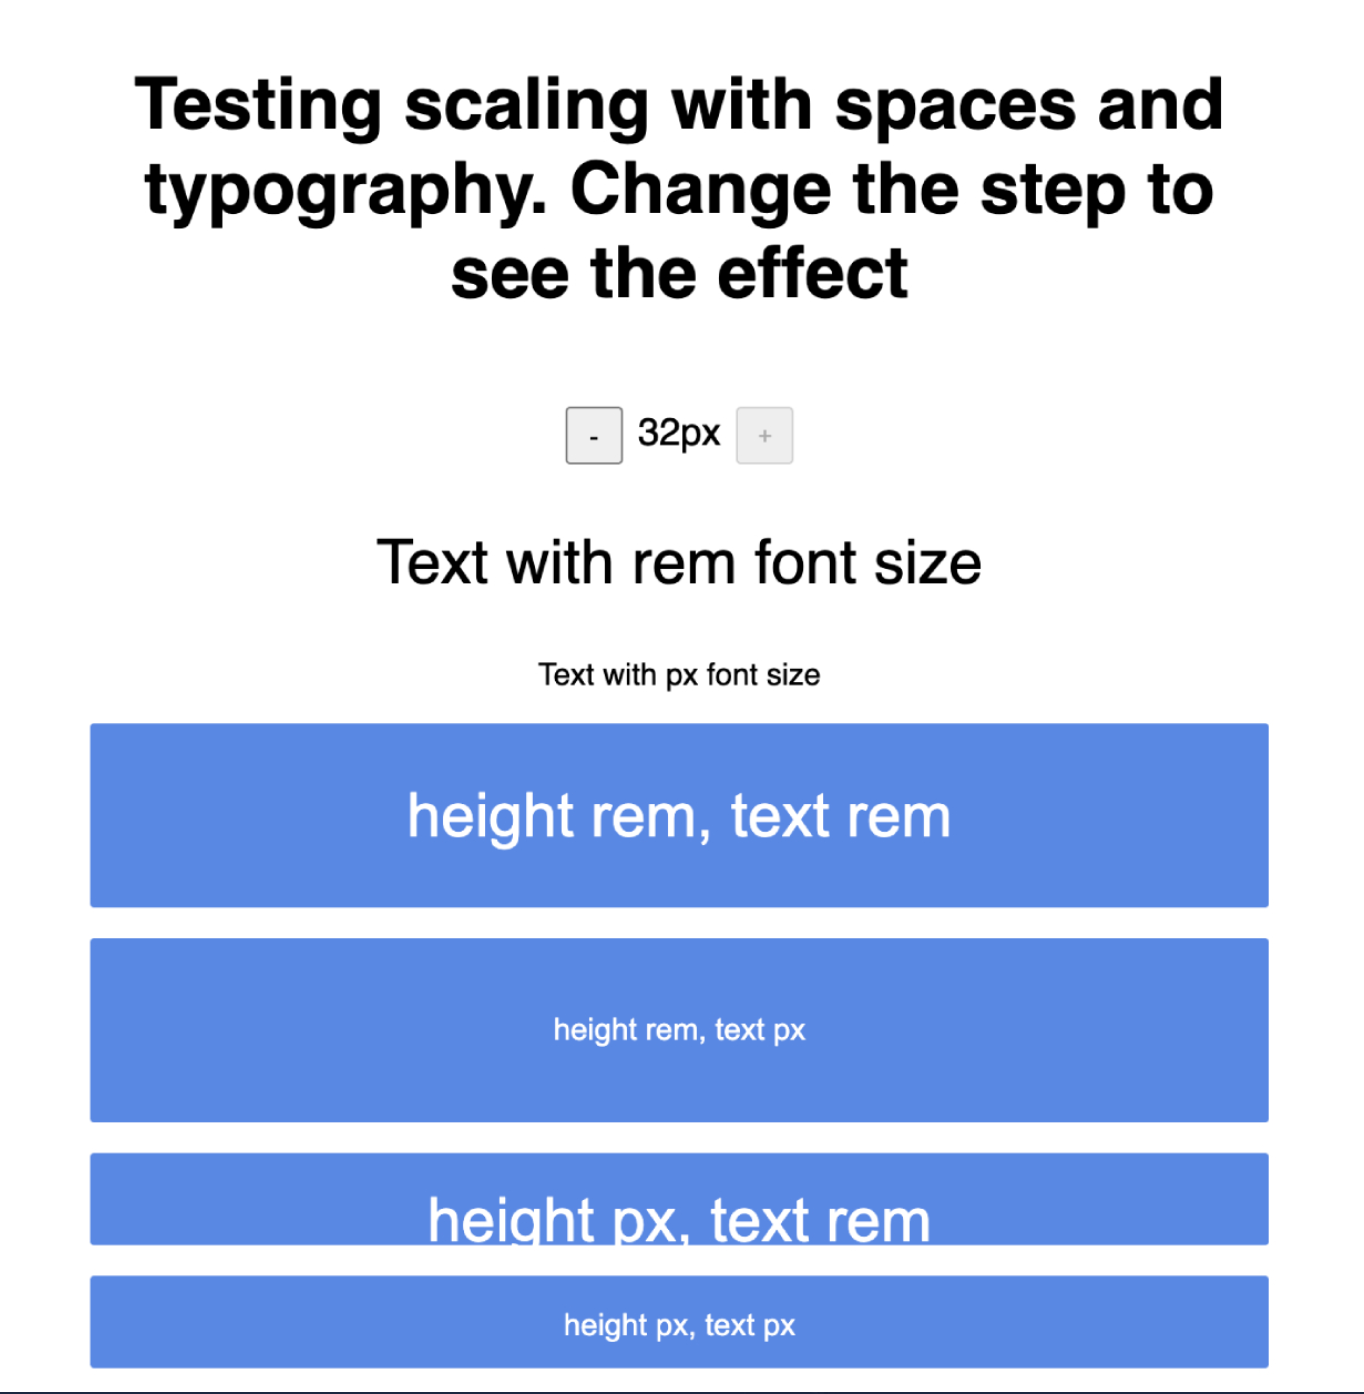 Testing scaling with spaces and
typography. Change the step to
see the effect
- 32px +
Text with rem font size
Text with px font size
height rem, text rem
height rem, text px
height px, text rem
height px, text px